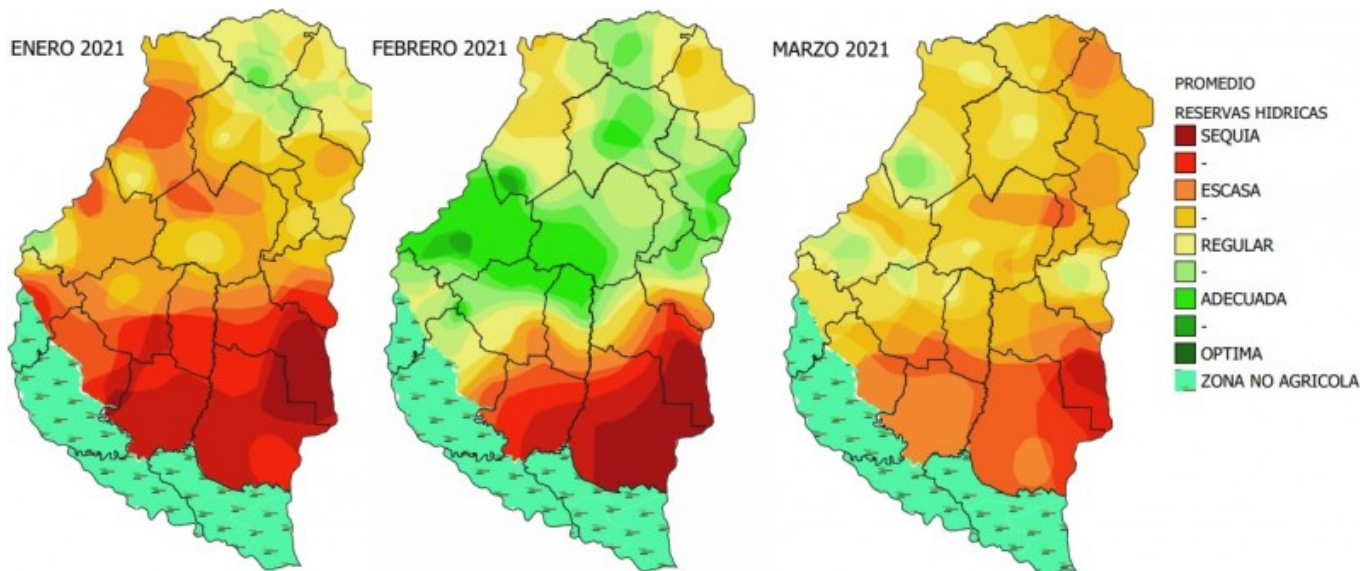 ENERO 2021
FEBRERO 2021
MARZO 2021
PROMEDIO
RESERVAS HIDRICAS
SEQUIA
-
ESCASA
-
REGULAR
-
ADECUADA
-
OPTIMA
ZONA NO AGRICOLA